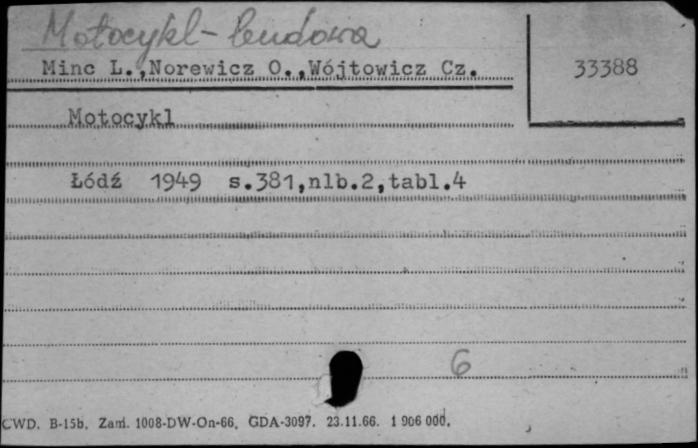 Motocykl - budowa
Minc L., Norewicz O., Wójtowicz Cz.
33388
Motocykl
Łódź 1949 s.381,nlb.2,tabl.4
6
CWD. B-15b. Zam. 1008-DW-On-66. GDA-3097. 23.11.66. 1 906 000.